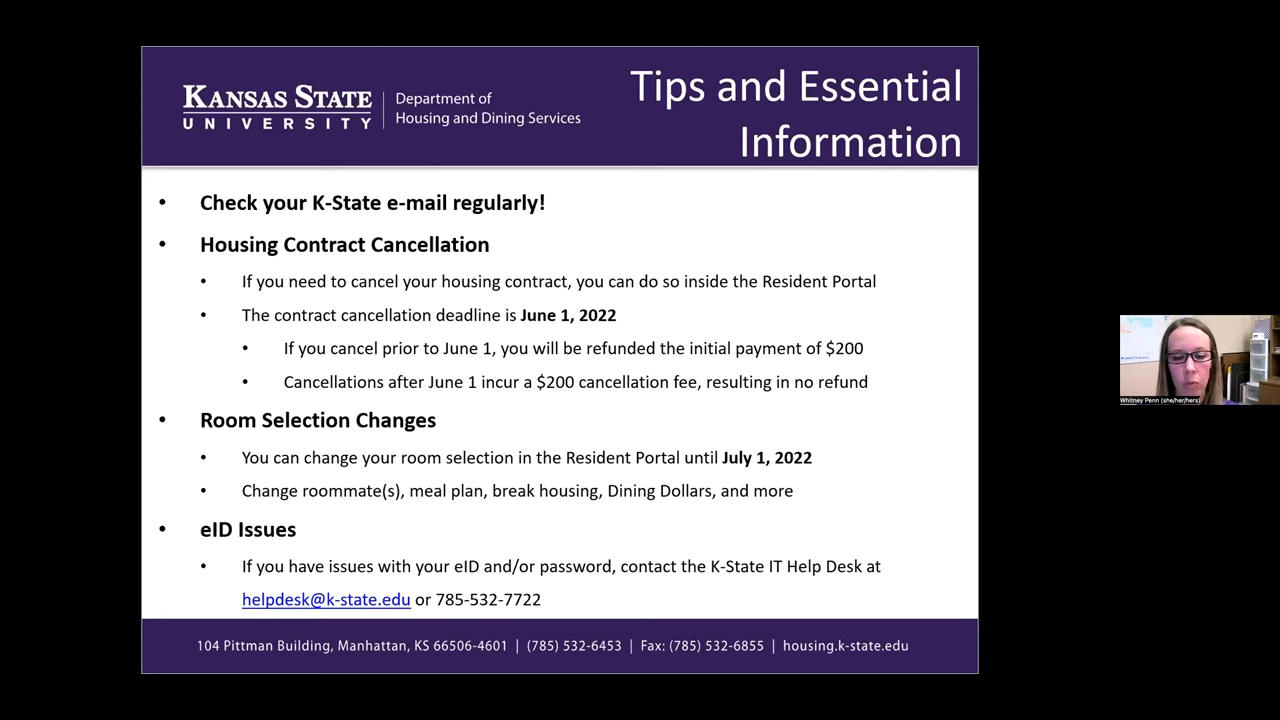 KANSAS STATE
UNIVERSITY
Department of
Housing and Dining Services
Tips and Essential
Information
• Check your K-State e-mail regularly!
• Housing Contract Cancellation
• If you need to cancel your housing contract, you can do so inside the Resident Portal
• The contract cancellation deadline is June 1, 2022
• If you cancel prior to June 1, you will be refunded the initial payment of $200
• Cancellations after June 1 incur a $200 cancellation fee, resulting in no refund
• Room Selection Changes
• You can change your room selection in the Resident Portal until July 1, 2022
• Change roommate(s), meal plan, break housing, Dining Dollars, and more
• eID Issues
• If you have issues with your eID and/or password, contact the K-State IT Help Desk at
helpdesk@k-state.edu or 785-532-7722
104 Pittman Building, Manhattan, KS 66506-4601 | (785) 532-6453 | Fax: (785) 532-6855 | housing.k-state.edu
Whitney Penn (she/her/hers)